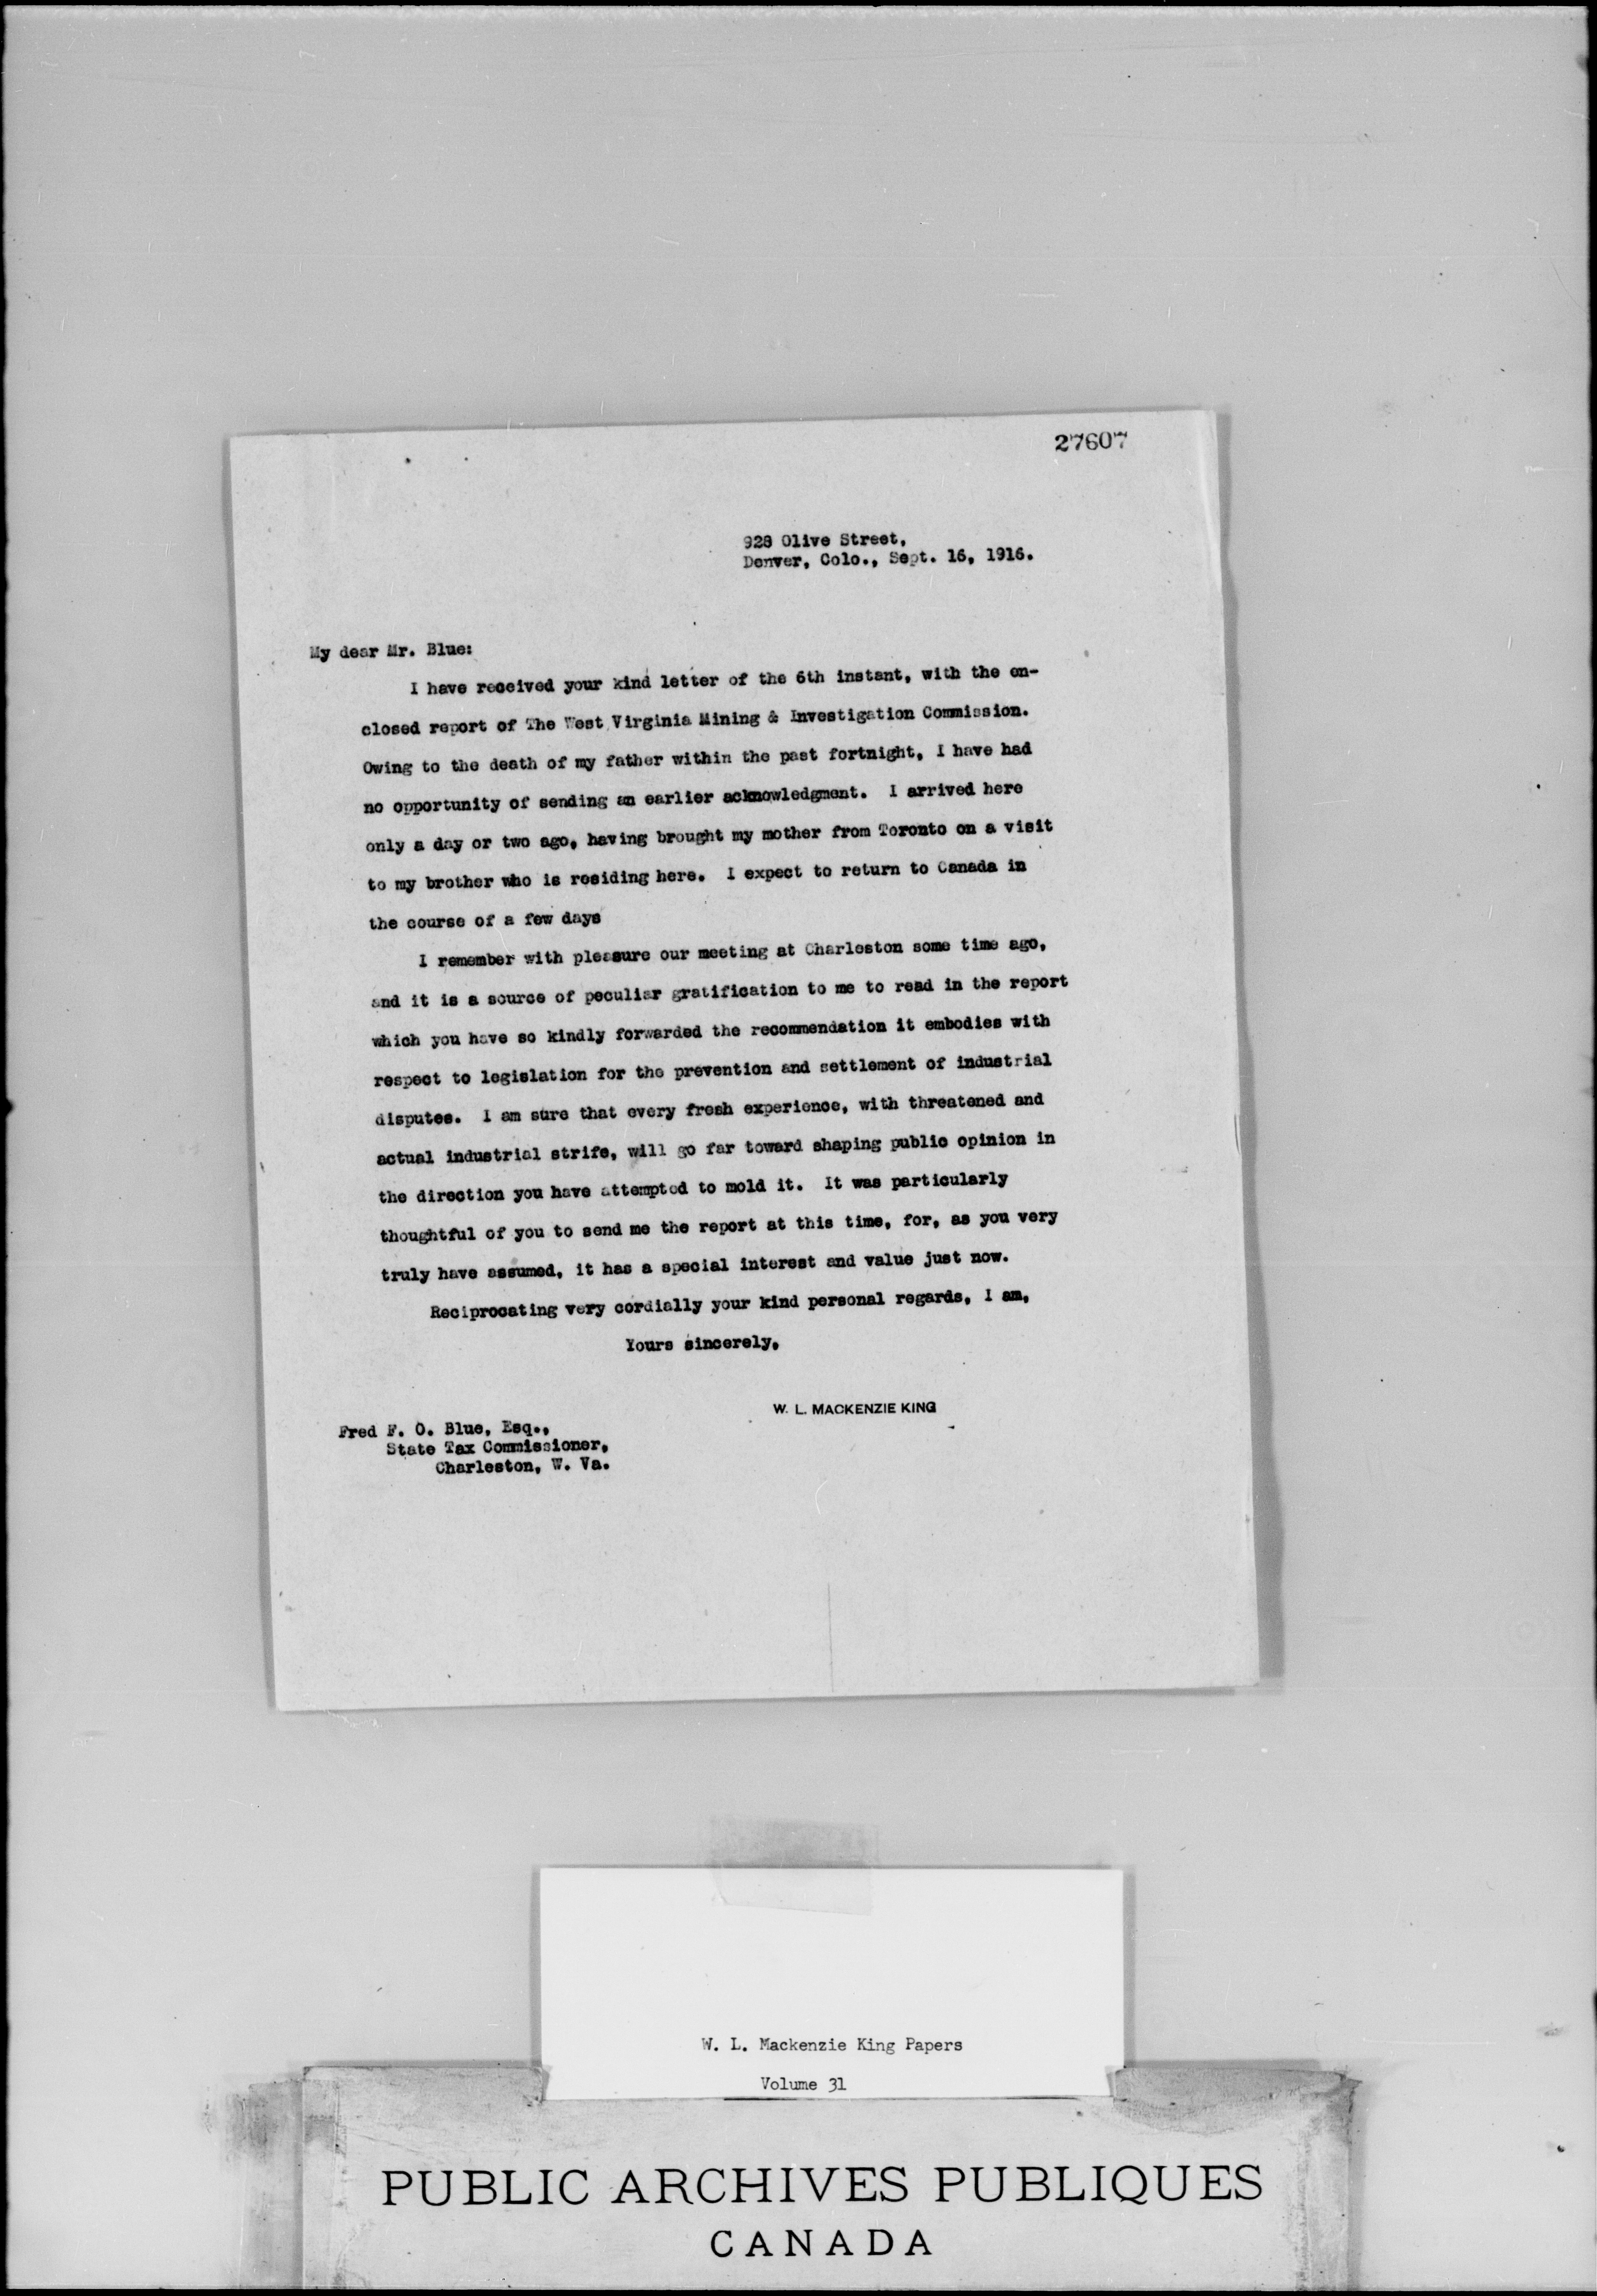 27607
928 Olive Street,
Denver, Colo., Sept. 16, 1916.
My dear Mr. Blue:
I have received your kind letter of the 6th instant, with the en-
closed report of The West Virginia Mining & Investigation Commission.
Owing to the death of my father within the past fortnight, I have had
no opportunity of sending an earlier acknowledgment. I arrived here
only a day or two ago, having brought my mother from Toronto on a visit
to my brother who is residing here. I expect to return to Canada in
the course of a few days
I remember with pleasure our meeting at Charleston some time ago,
and it is a source of peculiar gratification to me to read in the report
which you have so kindly forwarded the recommendation it embodies with
respect to legislation for the prevention and settlement of industrial
disputes. I am sure that every fresh experience, with threatened and
actual industrial strife, will go far toward shaping public opinion in
the direction you have attempted to mold it. It was particularly
thoughtful of you to send me the report at this time, for, as you very
truly have assumed, it has a special interest and value just now.
Reciprocating very cordially your kind personal regards, I am,
Yours sincerely,
W. L. MACKENZIE KING
Fred F. O. Blue, Esq.,
State Tax Commissioner,
Charleston, W. Va.
W. L. Mackenzie King Papers
Volume 31
PUBLIC ARCHIVES PUBLIQUES
CANADA